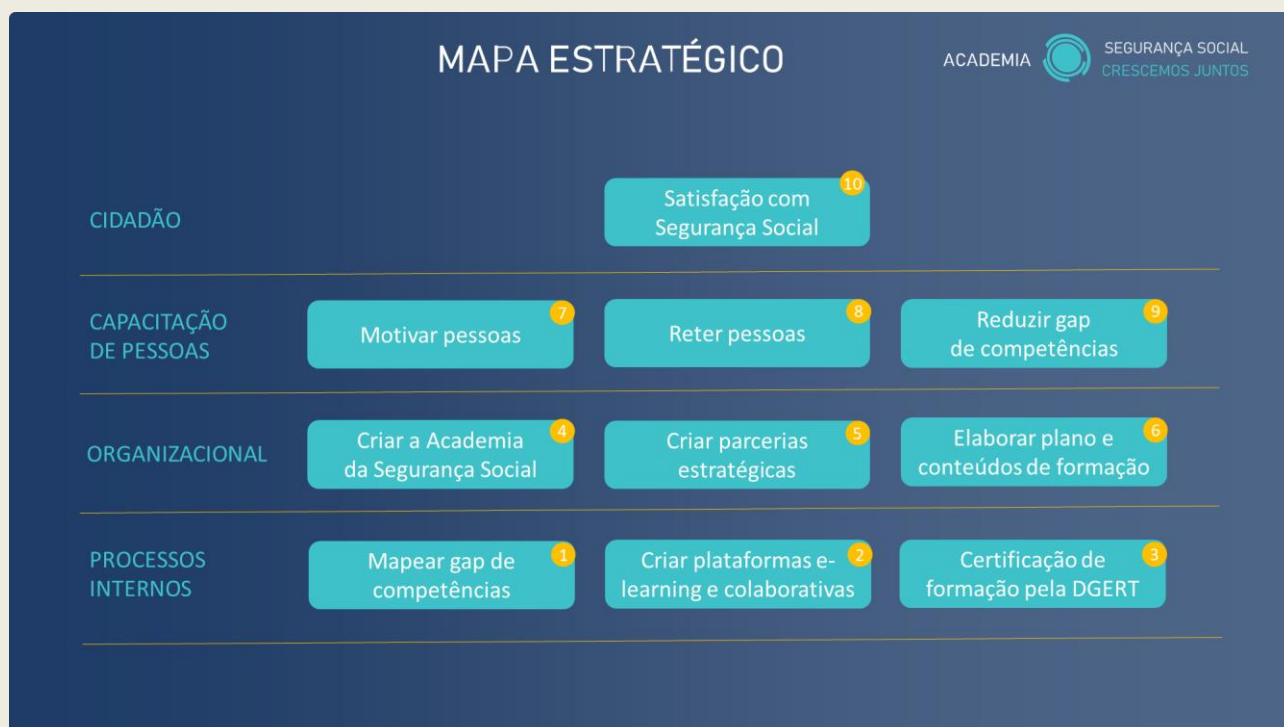 MAPA ESTRATÉGICO
ACADEMIA
SEGURANÇA SOCIAL
CRESCEMOS JUNTOS
CIDADÃO
10
Satisfação com
Segurança Social
CAPACITAÇÃO
DE PESSOAS
7
Motivar pessoas
8
Reter pessoas
9
Reduzir gap
de competências
ORGANIZACIONAL
4
Criar a Academia
da Segurança Social
5
Criar parcerias
estratégicas
6
Elaborar plano e
conteúdos de formação
PROCESSOS
INTERNOS
1
Mapear gap de
competências
2
Criar plataformas e-
learning e colaborativas
3
Certificação de
formação pela DGERT